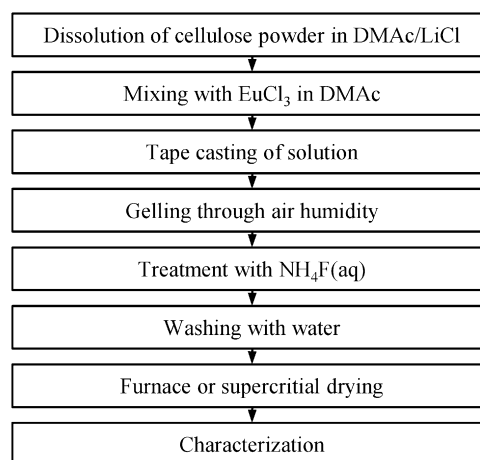 Dissolution of cellulose powder in DMAc/LiCl
Mixing with EuCl₃ in DMAc
Tape casting of solution
Gelling through air humidity
Treatment with NH₄F(aq)
Washing with water
Furnace or supercritial drying
Characterization